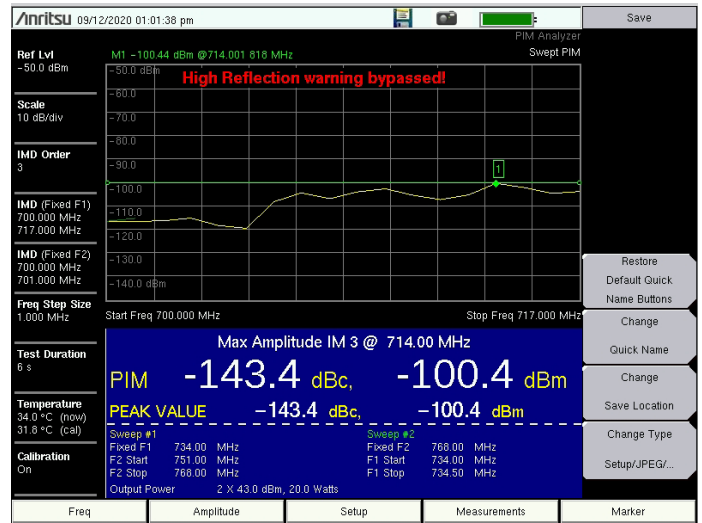 /Inritsu 09/12/2020 01:01:38 pm
Save
PIM Analyzer
Ref Lvl
-50.0 dBm
M1 -100.44 dBm @714.001 818 MHz
Swept PIM
-50.0 dBm
High Reflection warning bypassed!
-60.0
Scale
10 dB/div
-70.0
-80.0
IMD Order
3
-90.0
1
-100.0
IMD (Fixed F1)
700.000 MHz
717.000 MHz
-110.0
-120.0
IMD (Fixed F2)
700.000 MHz
701.000 MHz
-130.0
-140.0 dBm
Restore
Default Quick
Name Buttons
Freq Step Size
1.000 MHz
Start Freq 700.000 MHz
Stop Freq 717.000 MHz
Change
Quick Name
Test Duration
6 s
Max Amplitude IM 3 @ 714.00 MHz
PIM -143.4 dBc, -100.4 dBm
Change
Save Location
Temperature
34.0 °C (now)
31.8 °C (cal)
PEAK VALUE -143.4 dBc, -100.4 dBm
Change Type
Setup/JPEG/...
Calibration
On
Sweep #1
Fixed F1 734.00 MHz
F2 Start 751.00 MHz
F2 Stop 768.00 MHz
Sweep #2
Fixed F2 768.00 MHz
F1 Start 734.00 MHz
F1 Stop 734.50 MHz
Output Power 2 X 43.0 dBm, 20.0 Watts
Freq
Amplitude
Setup
Measurements
Marker